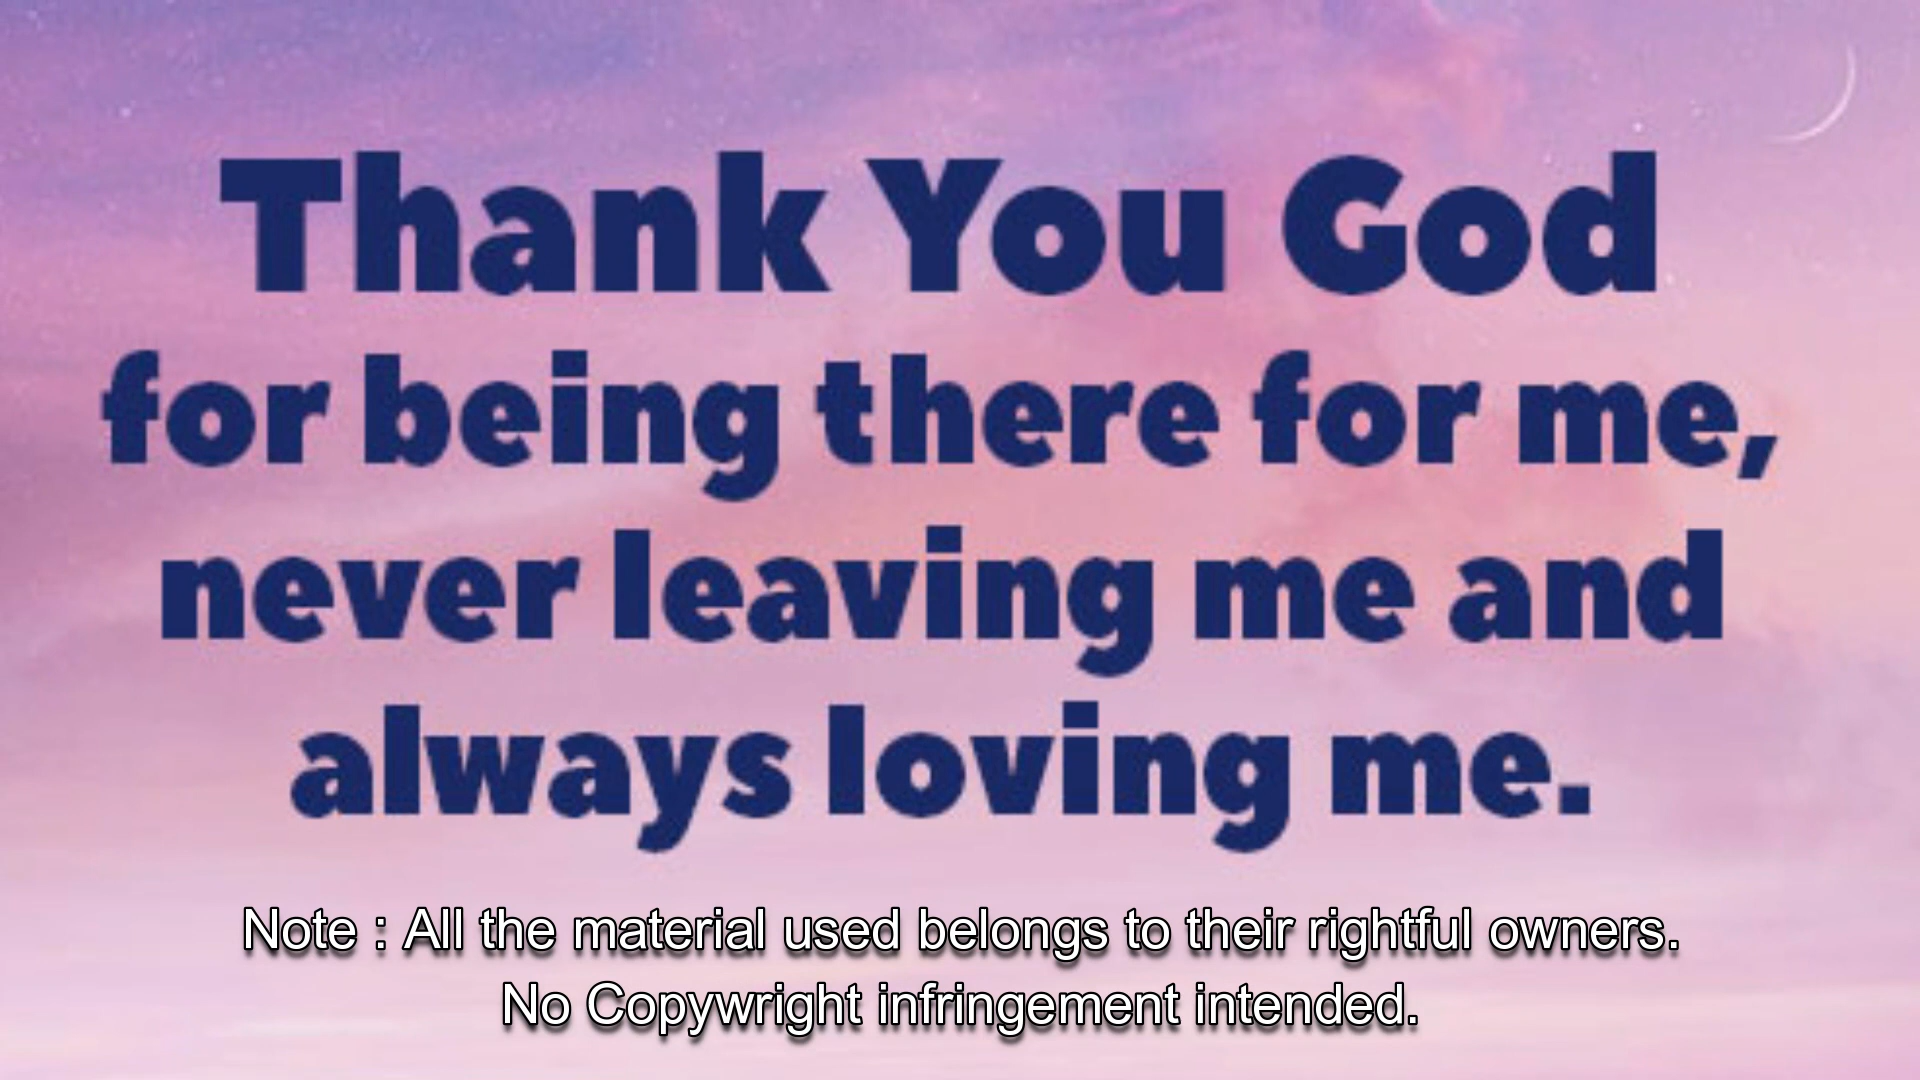 Thank You God
for being there for me,
never leaving me and
always loving me.
Note : All the material used belongs to their rightful owners.
No Copywright infringement intended.